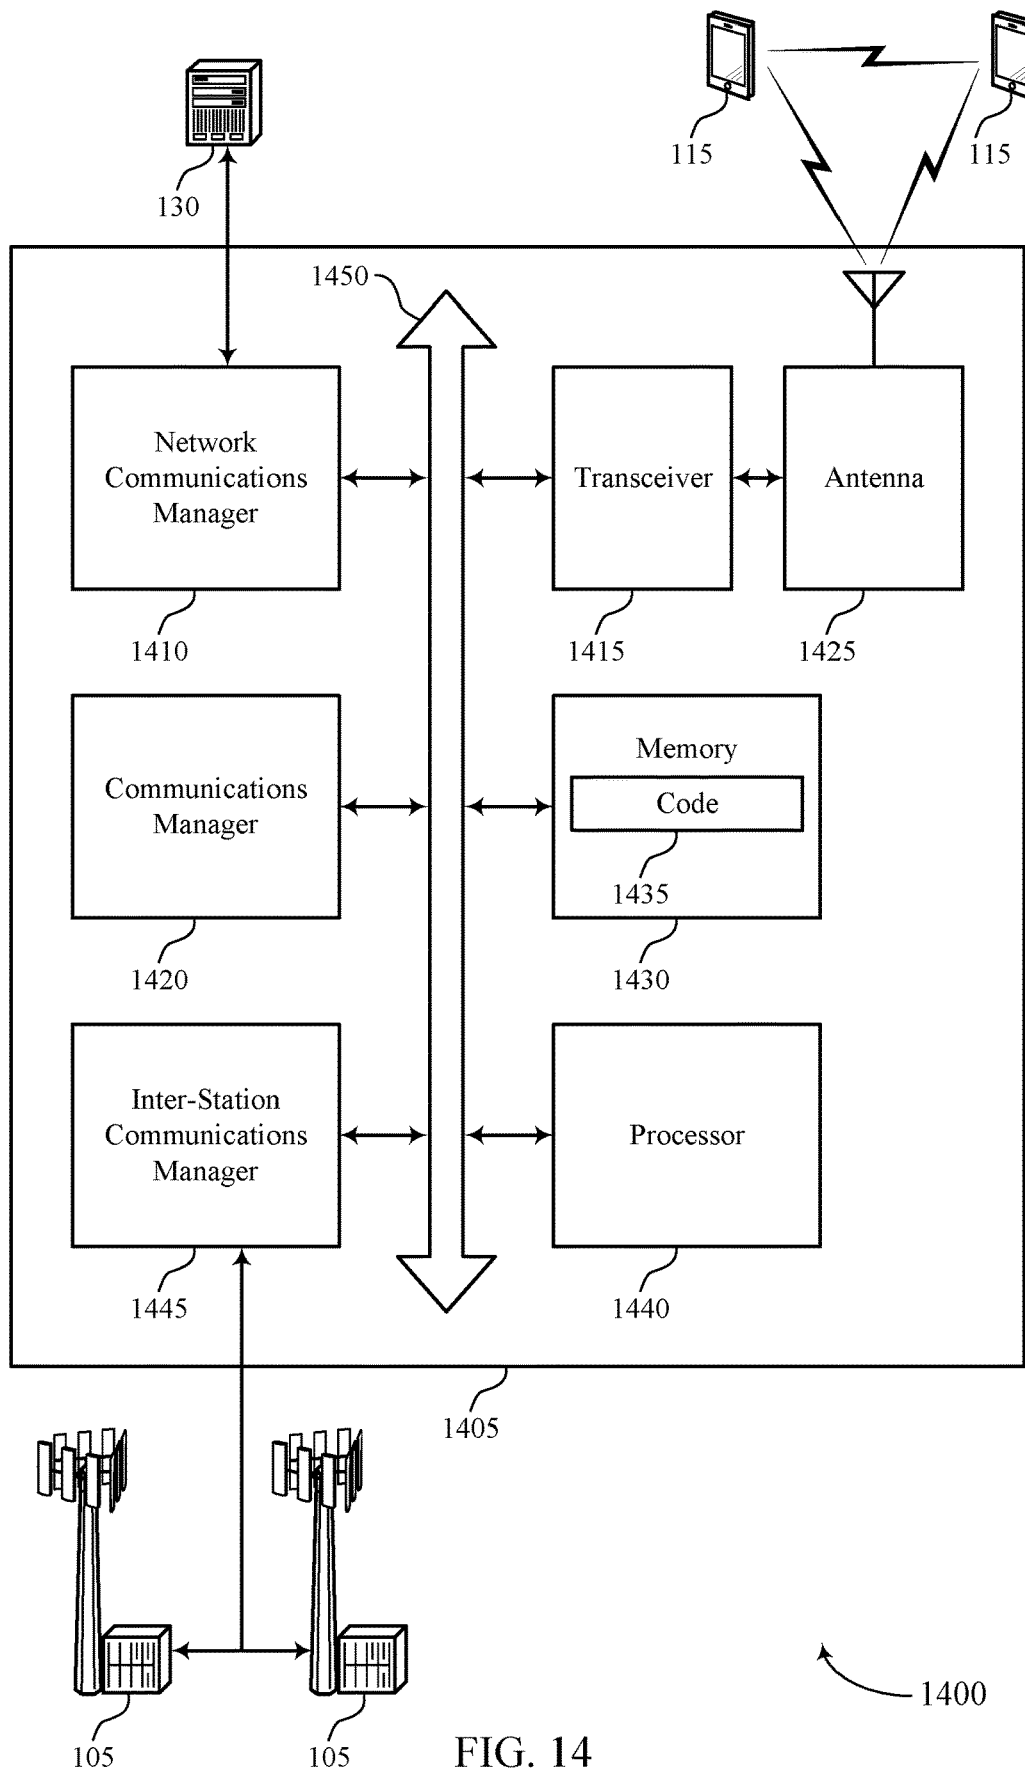 115
115
130
1450
Network
Communications
Manager
Transceiver
Antenna
1410
1415
1425
Communications
Manager
Memory
Code
1435
1420
1430
Inter-Station
Communications
Manager
Processor
1445
1440
1405
1400
105
105
FIG. 14